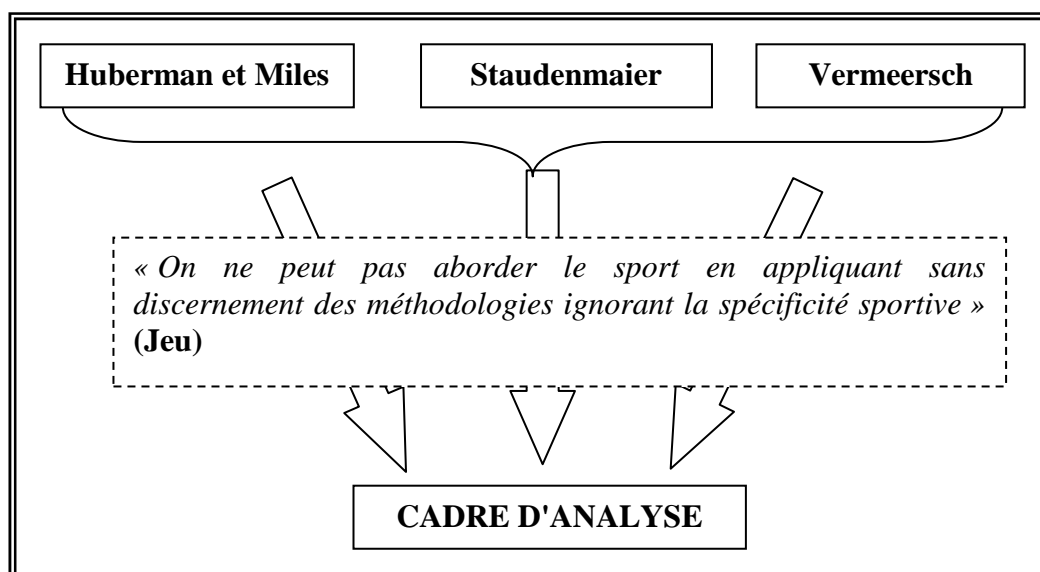 Huberman et Miles
Staudenmaier
Vermeersch
« On ne peut pas aborder le sport en appliquant sans
discernement des méthodologies ignorant la spécificité sportive »
(Jeu)
CADRE D'ANALYSE